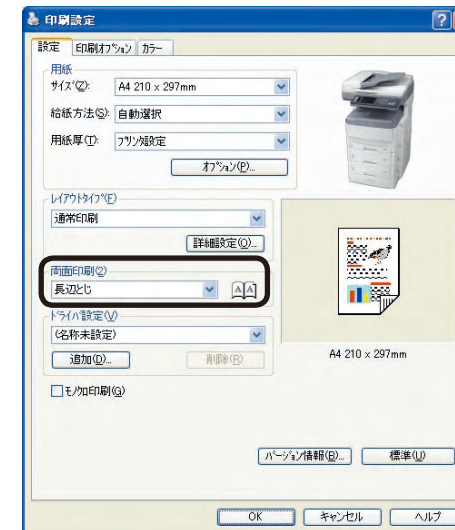 印刷設定
設定 印刷オプション カラー
用紙
サイズ(Z): A4 210 x 297mm
給紙方法(S): 自動選択
用紙厚(T): プリンタ設定
オプション(P)...
レイアウトタイプ(E)
通常印刷
詳細設定(O)...
両面印刷(2)
長辺とじ
A A
ドライバ設定(V)
(名称未設定)
追加(D)... 削除(R)
A4 210 x 297mm
モノクロ印刷(G)
バージョン情報(B)... 標準(U)
OK キャンセル ヘルプ